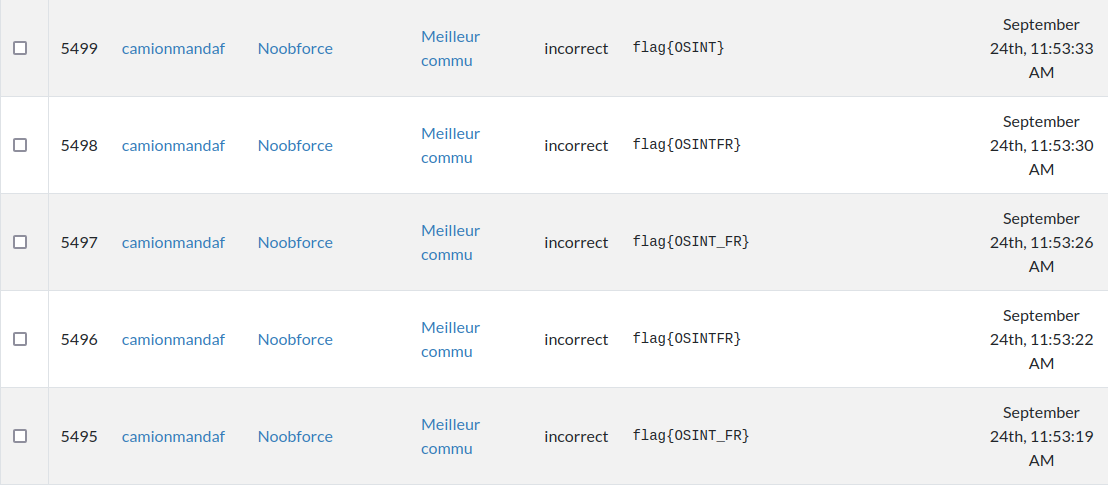 5499 camionmandaf Noobforce Meilleur commu incorrect flag{OSINT} September 24th, 11:53:33 AM
5498 camionmandaf Noobforce Meilleur commu incorrect flag{OSINTFR} September 24th, 11:53:30 AM
5497 camionmandaf Noobforce Meilleur commu incorrect flag{OSINT_FR} September 24th, 11:53:26 AM
5496 camionmandaf Noobforce Meilleur commu incorrect flag{OSINTFR} September 24th, 11:53:22 AM
5495 camionmandaf Noobforce Meilleur commu incorrect flag{OSINT_FR} September 24th, 11:53:19 AM